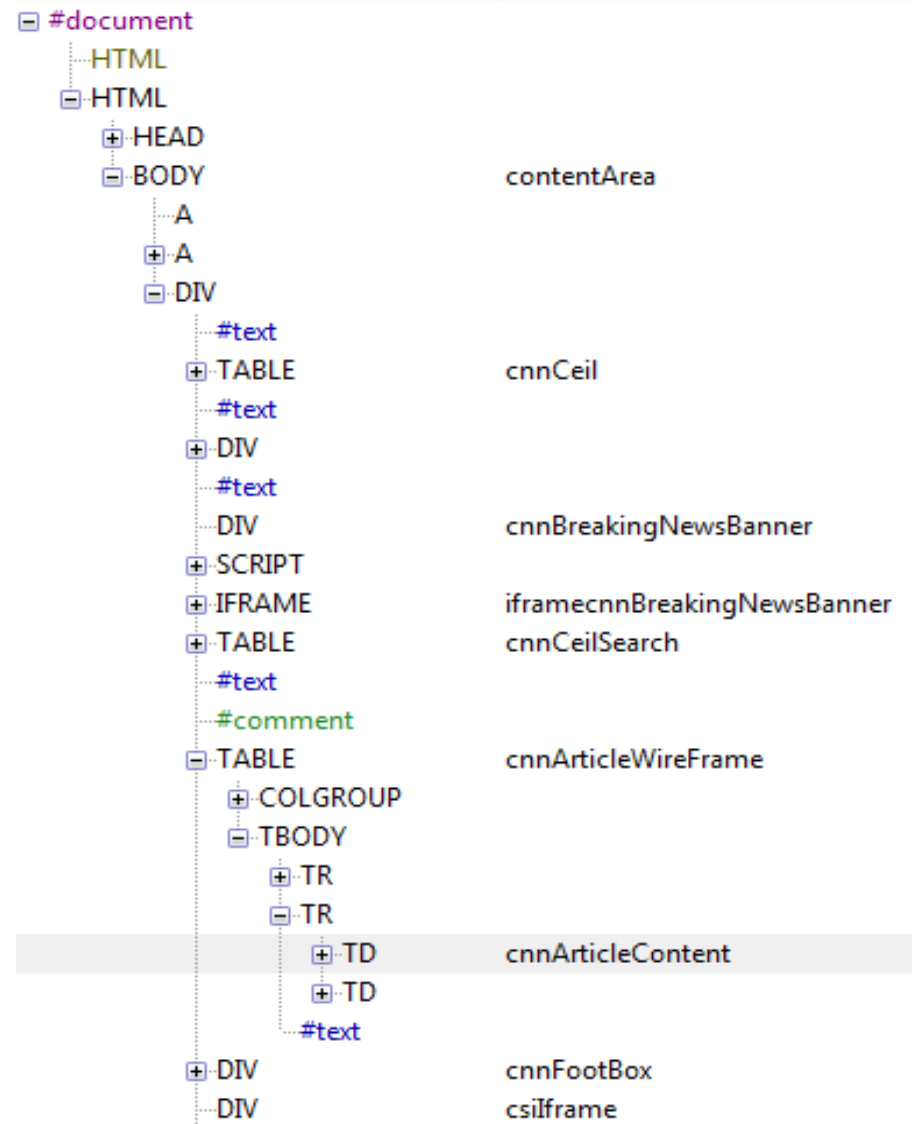 #document
HTML
HTML
HEAD
BODY contentArea
A
A
DIV
#text
TABLE cnnCeil
#text
DIV
#text
DIV cnnBreakingNewsBanner
SCRIPT
IFRAME iframecnnBreakingNewsBanner
TABLE cnnCeilSearch
#text
#comment
TABLE cnnArticleWireFrame
COLGROUP
TBODY
TR
TR
TD cnnArticleContent
TD
#text
DIV cnnFootBox
DIV csiIframe